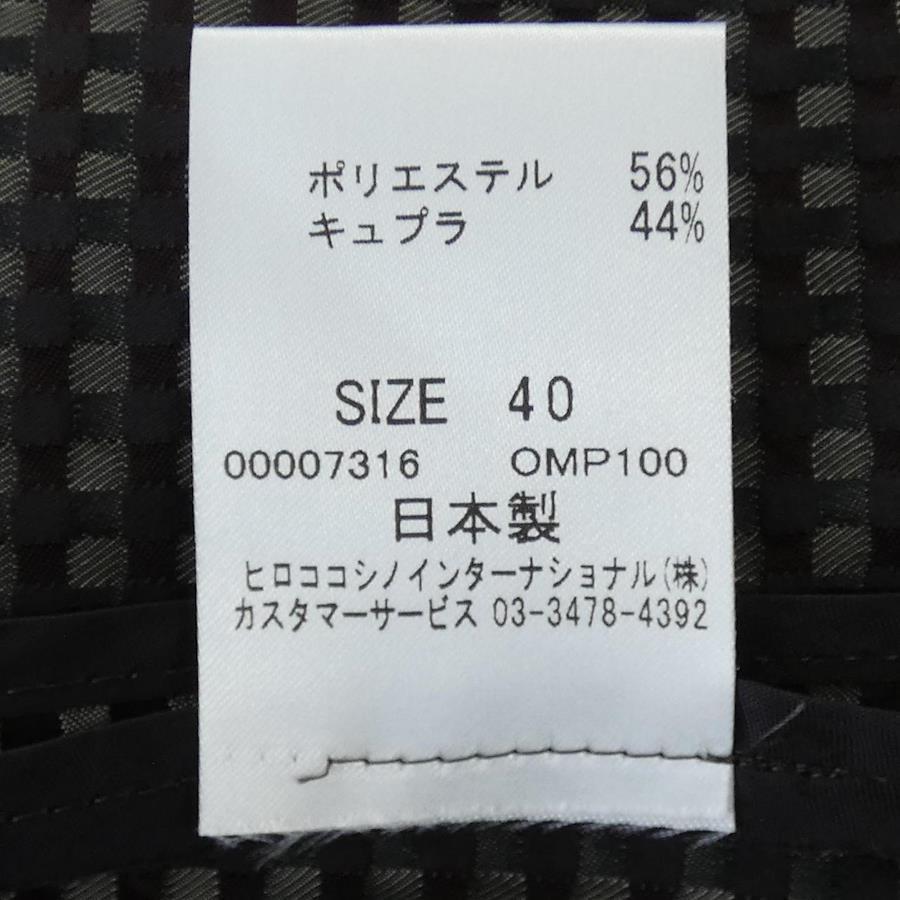 ポリエステル 56%
キュプラ 44%
SIZE 40
00007316 OMP100
日本製
ヒロココシノインターナショナル(株)
カスタマーサービス 03-3478-4392